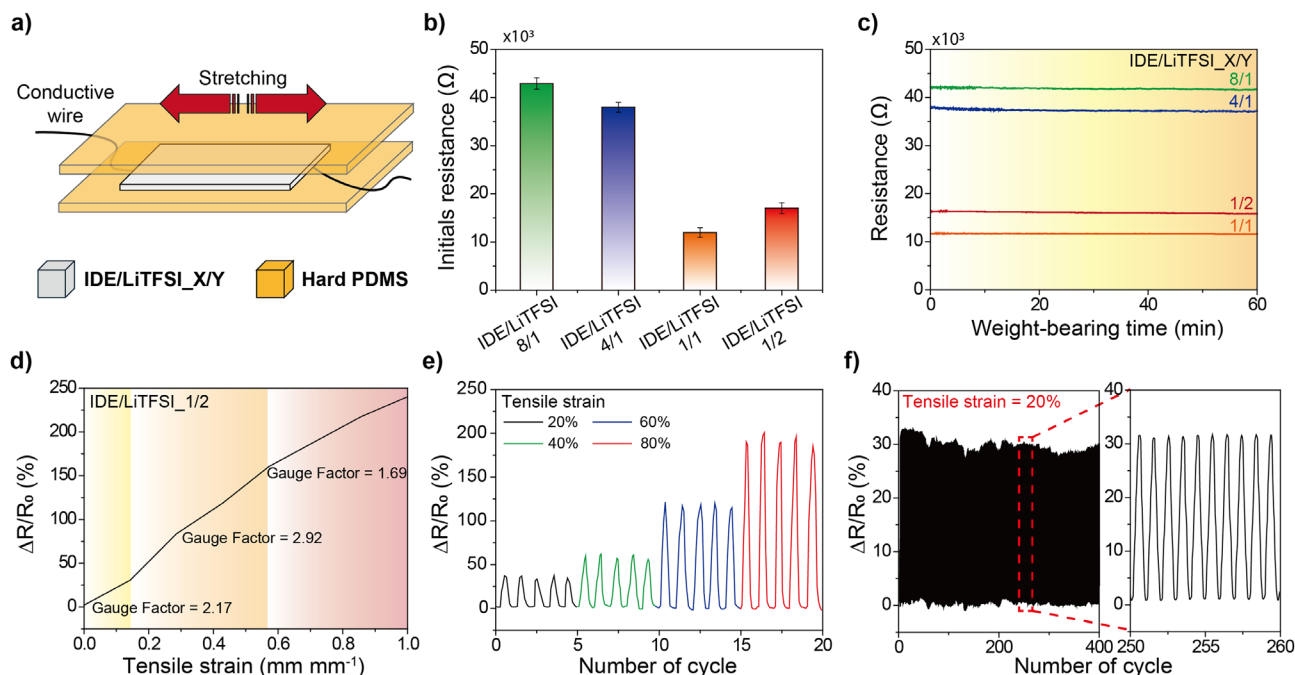 a)
Stretching
Conductive
wire
IDE/LiTFSI_X/Y
Hard PDMS
b)
x10³
Initials resistance (Ω)
50
40
30
20
10
0
IDE/LiTFSI
8/1
IDE/LiTFSI
4/1
IDE/LiTFSI
1/1
IDE/LiTFSI
1/2
c)
x10³
Resistance (Ω)
50
40
30
20
10
0
IDE/LiTFSI_X/Y
8/1
4/1
1/2
1/1
0
20
40
60
Weight-bearing time (min)
d)
ΔR/R₀ (%)
250
200
150
100
50
0
IDE/LiTFSI_1/2
Gauge Factor = 1.69
Gauge Factor = 2.92
Gauge Factor = 2.17
0.0
0.2
0.4
0.6
0.8
1.0
Tensile strain (mm mm⁻¹)
e)
ΔR/R₀ (%)
250
200
150
100
50
0
Tensile strain
20%
60%
40%
80%
0
5
10
15
20
Number of cycle
f)
ΔR/R₀ (%)
40
30
20
10
0
Tensile strain = 20%
0
200
400
40
30
20
10
0
250
255
260
Number of cycle